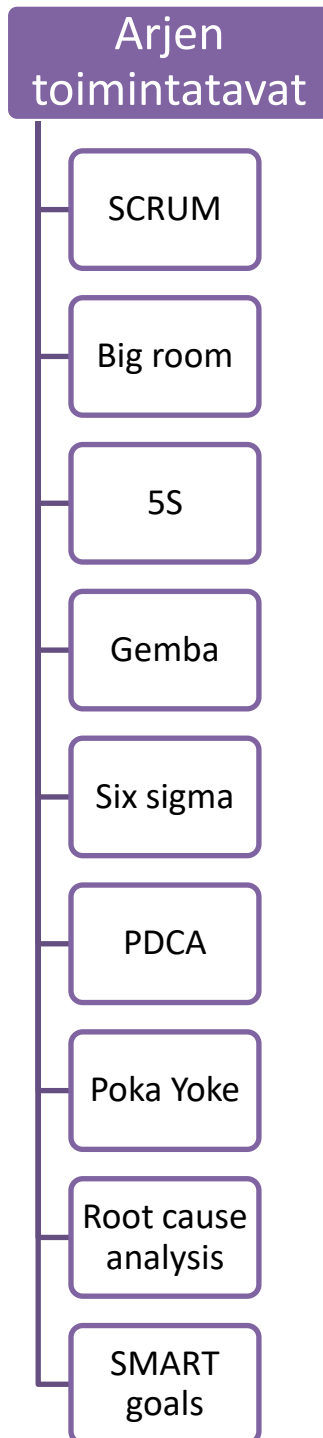 Arjen
toimintatavat
SCRUM
Big room
5S
Gemba
Six sigma
PDCA
Poka Yoke
Root cause
analysis
SMART
goals